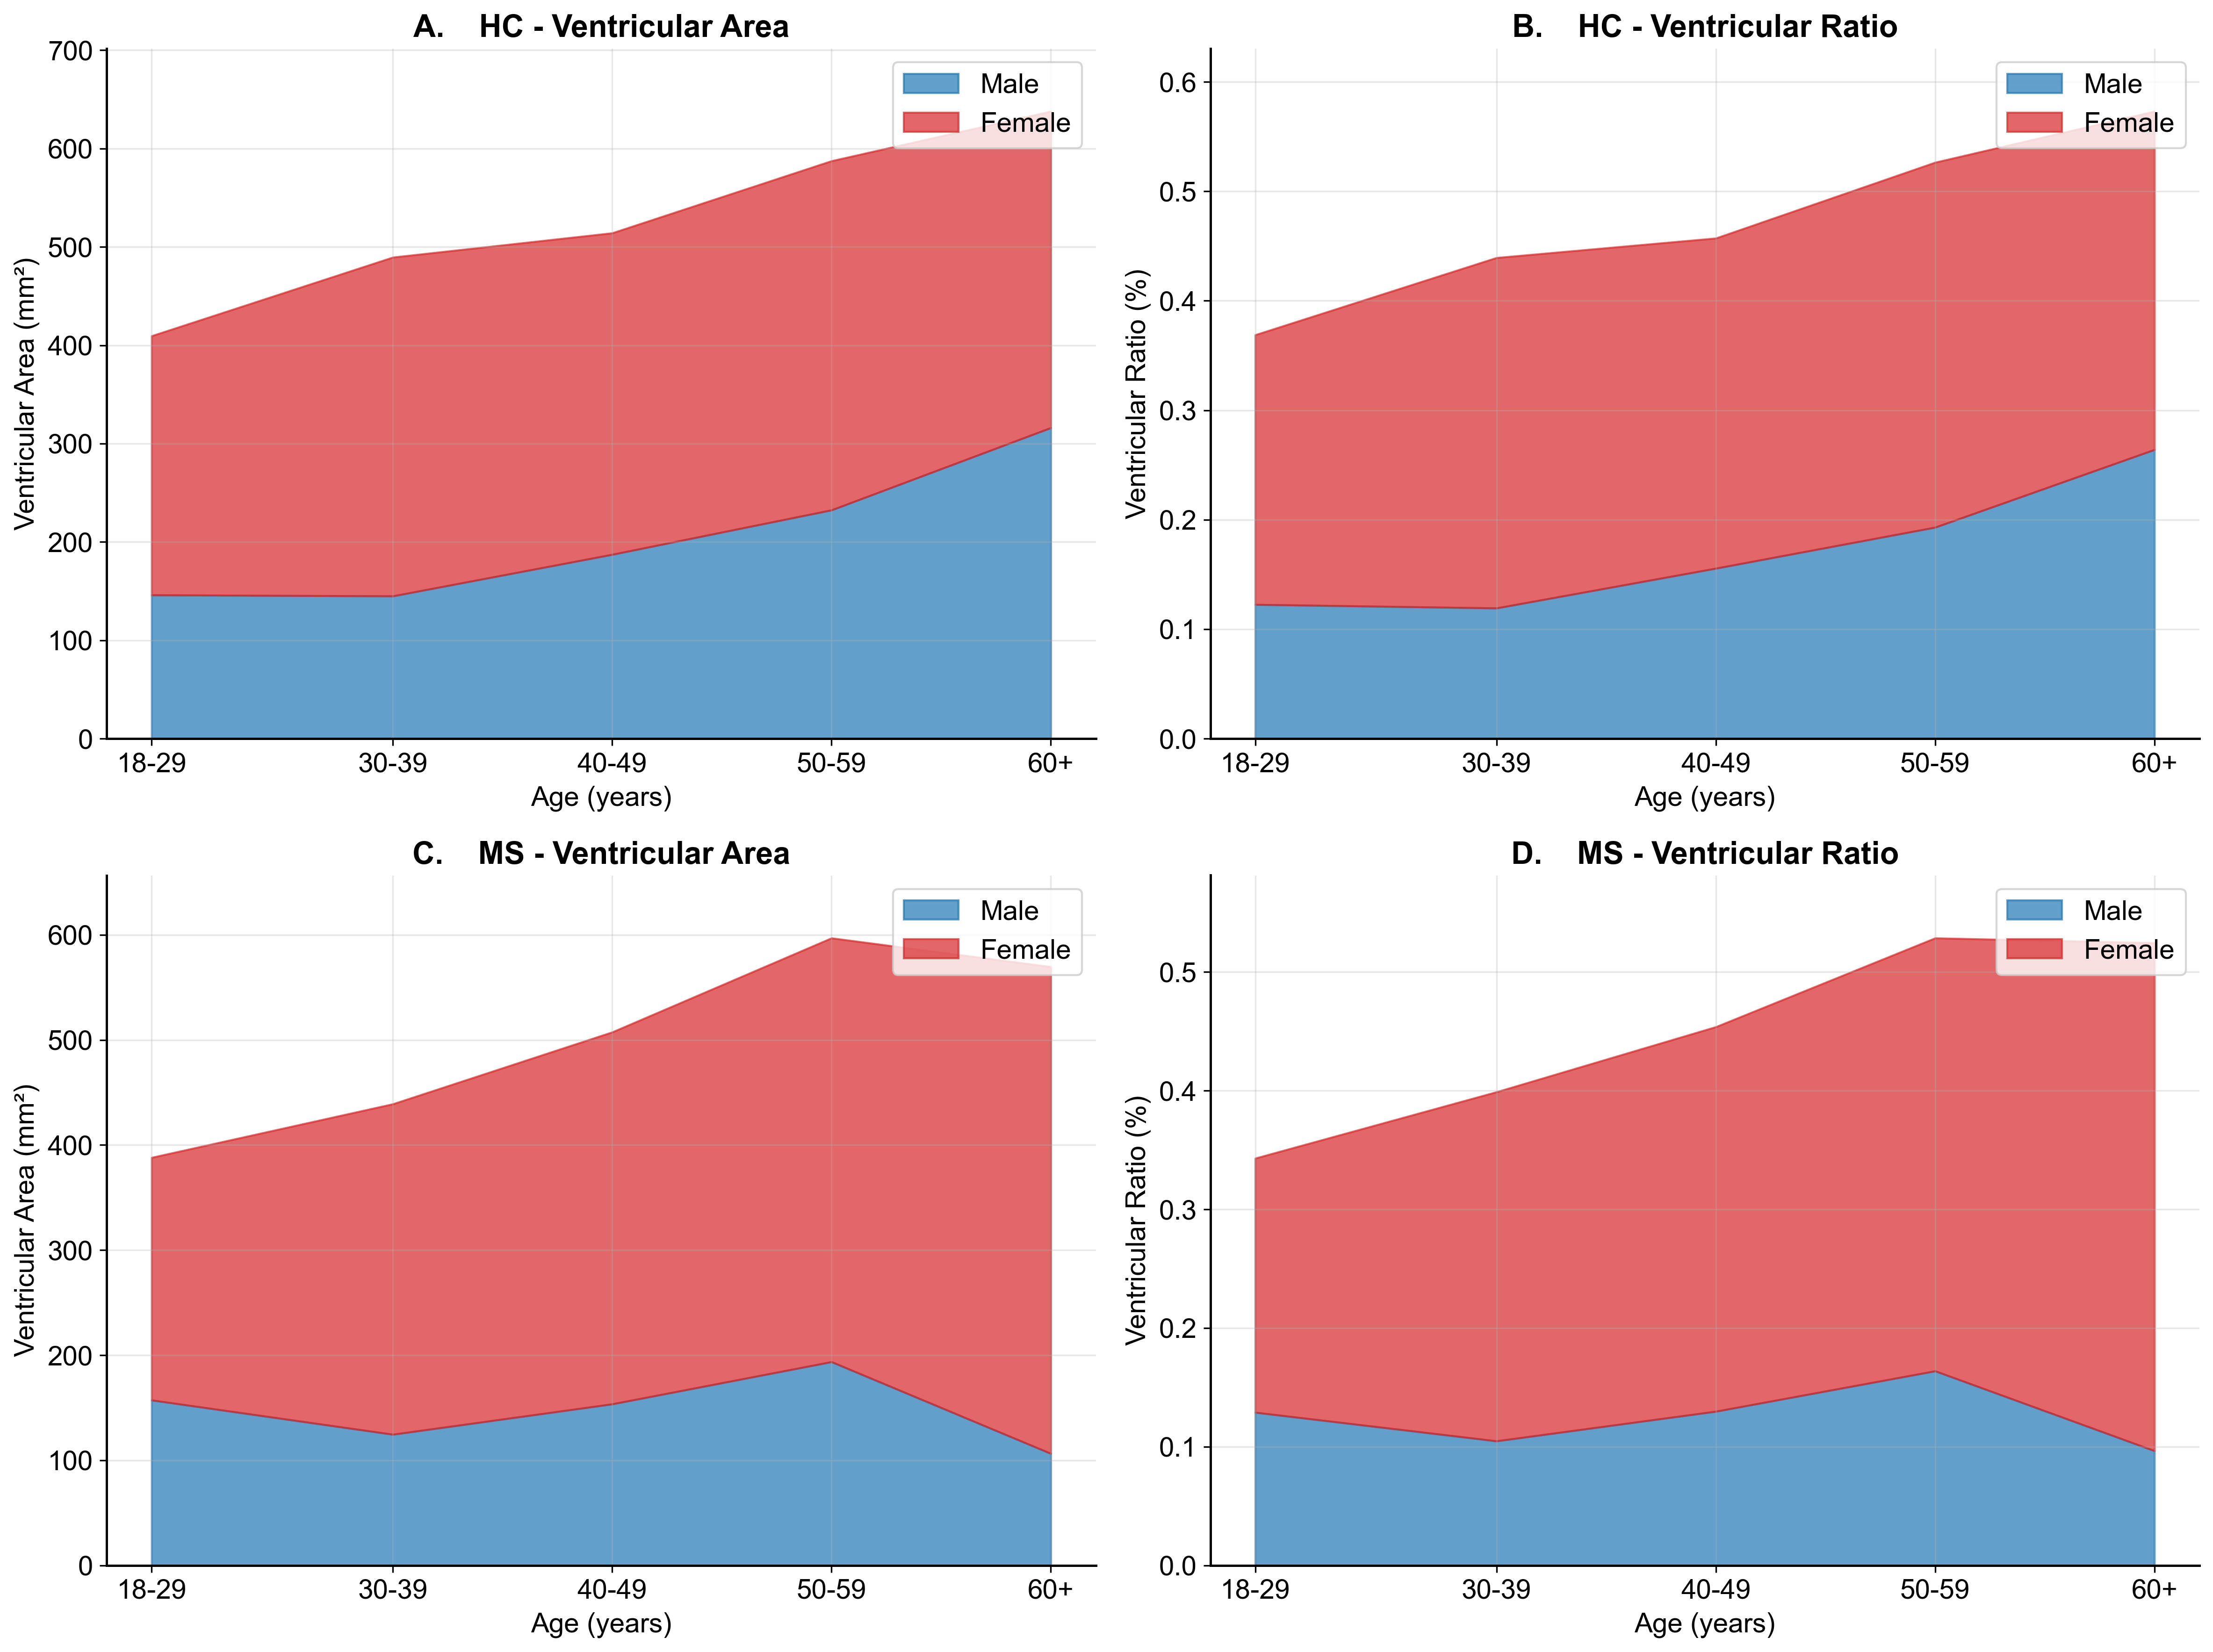 A. HC - Ventricular Area
700
600
500
400
300
200
100
0
Ventricular Area (mm²)
Male
Female
18-29 30-39 40-49 50-59 60+
Age (years)
B. HC - Ventricular Ratio
0.6
0.5
0.4
0.3
0.2
0.1
0.0
Ventricular Ratio (%)
Male
Female
18-29 30-39 40-49 50-59 60+
Age (years)
C. MS - Ventricular Area
600
500
400
300
200
100
0
Ventricular Area (mm²)
Male
Female
18-29 30-39 40-49 50-59 60+
Age (years)
D. MS - Ventricular Ratio
0.5
0.4
0.3
0.2
0.1
0.0
Ventricular Ratio (%)
Male
Female
18-29 30-39 40-49 50-59 60+
Age (years)